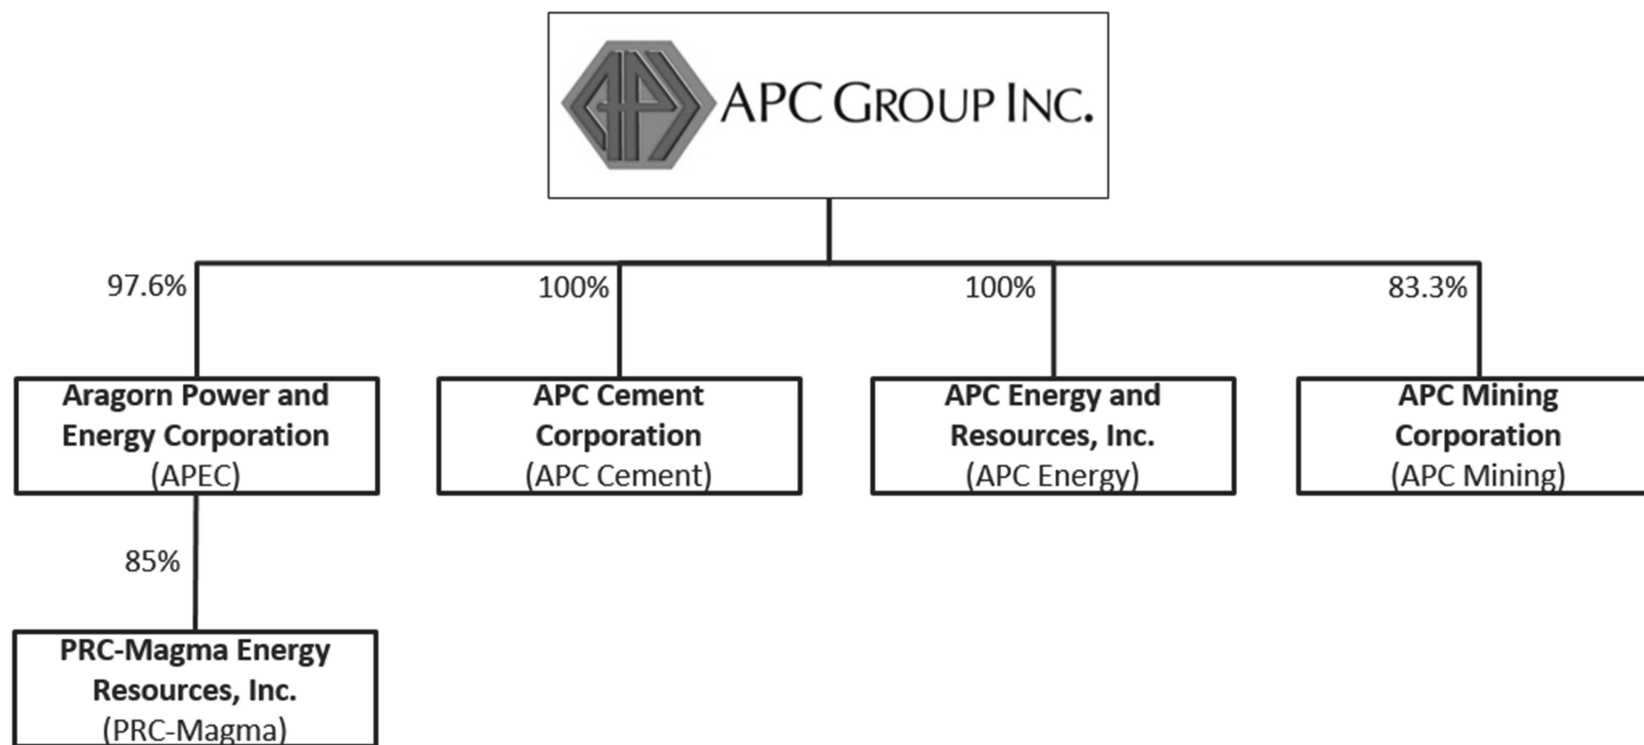 APC GROUP INC.
97.6%
100%
100%
83.3%
Aragorn Power and
Energy Corporation
(APEC)
APC Cement
Corporation
(APC Cement)
APC Energy and
Resources, Inc.
(APC Energy)
APC Mining
Corporation
(APC Mining)
85%
PRC-Magma Energy
Resources, Inc.
(PRC-Magma)